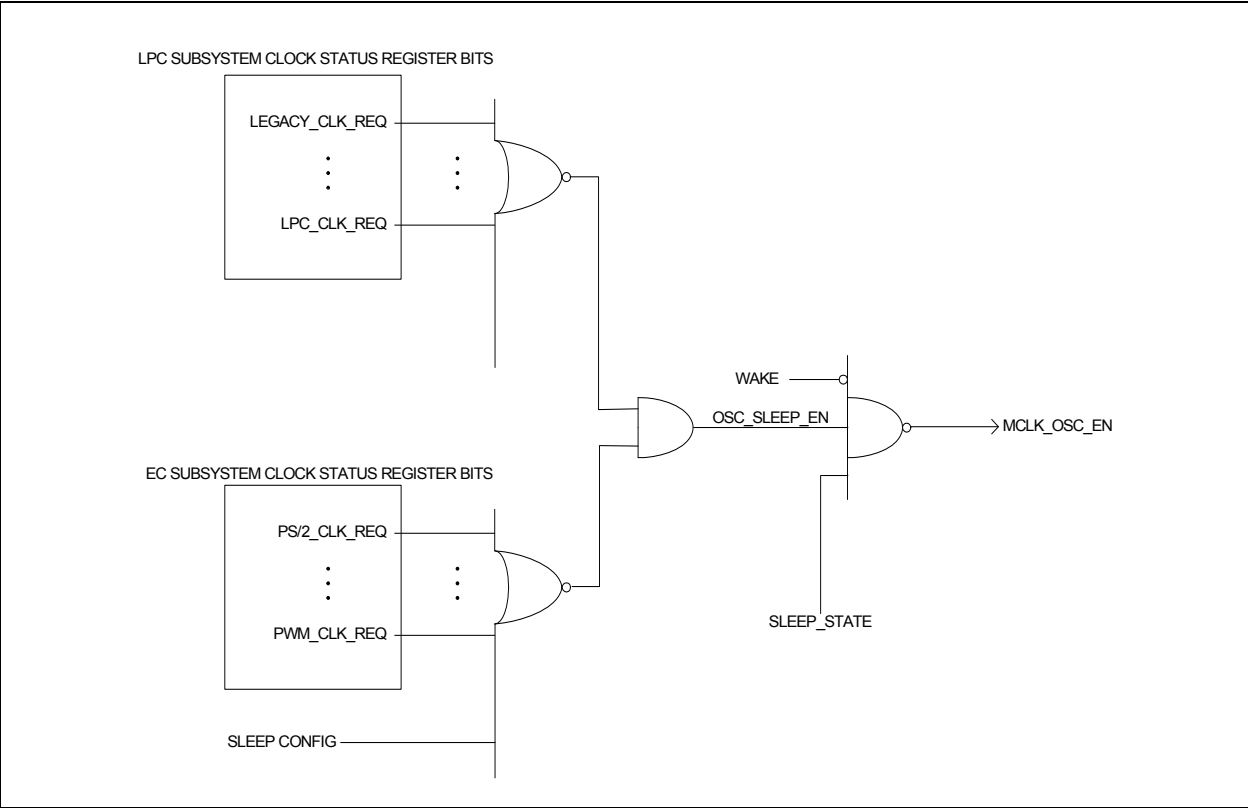 LPC SUBSYSTEM CLOCK STATUS REGISTER BITS
LEGACY_CLK_REQ
LPC_CLK_REQ
WAKE
OSC_SLEEP_EN
MCLK_OSC_EN
EC SUBSYSTEM CLOCK STATUS REGISTER BITS
PS/2_CLK_REQ
SLEEP_STATE
PWM_CLK_REQ
SLEEP CONFIG